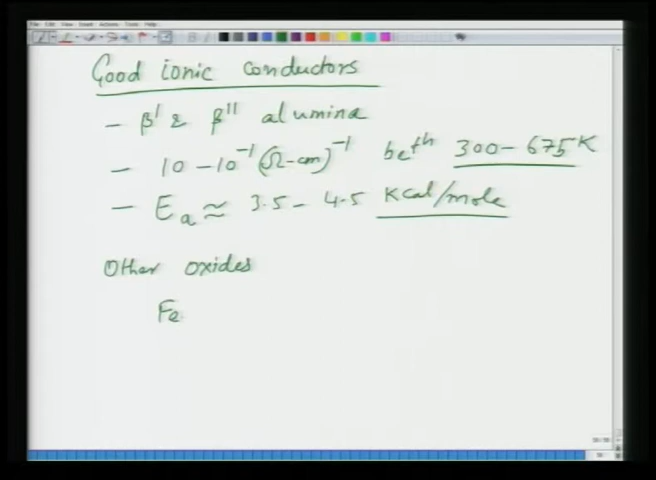 Good ionic conductors
- β' & β'' alumina
- 10 - 10⁻¹ (Ω-cm)⁻¹ betⁿ 300 - 675 K
- Eₐ ≈ 3.5 - 4.5 Kcal/mole
Other oxides
Fe